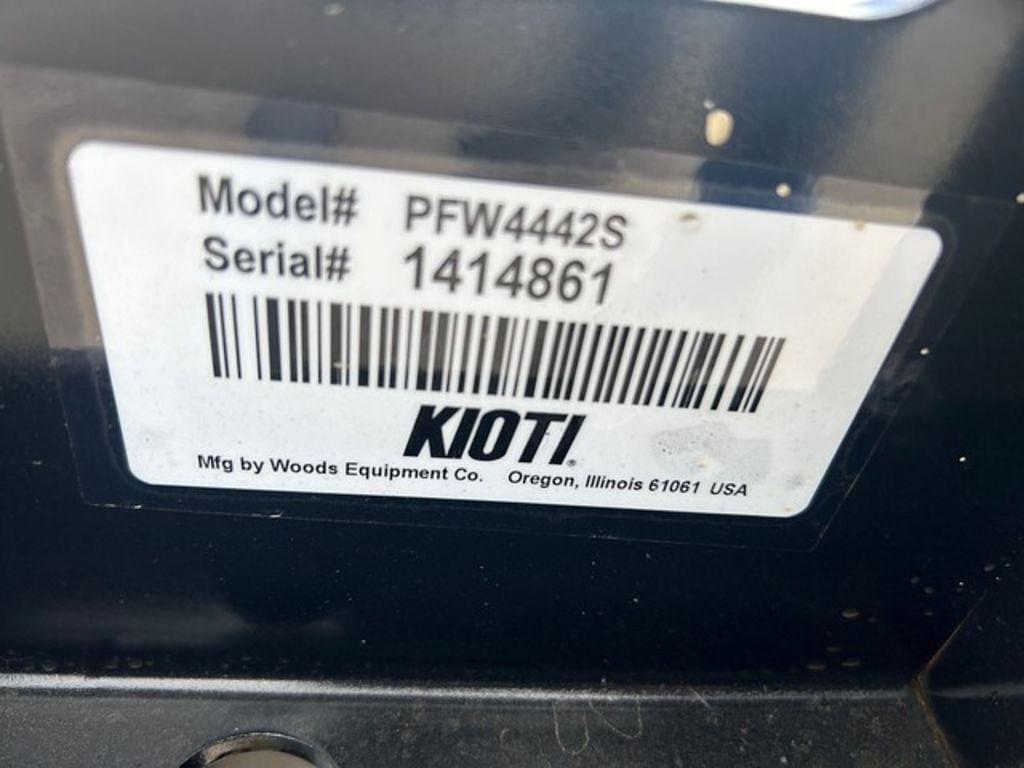 Model# PFW4442S
Serial# 1414861
KIOTI®
Mfg by Woods Equipment Co. Oregon, Illinois 61061 USA